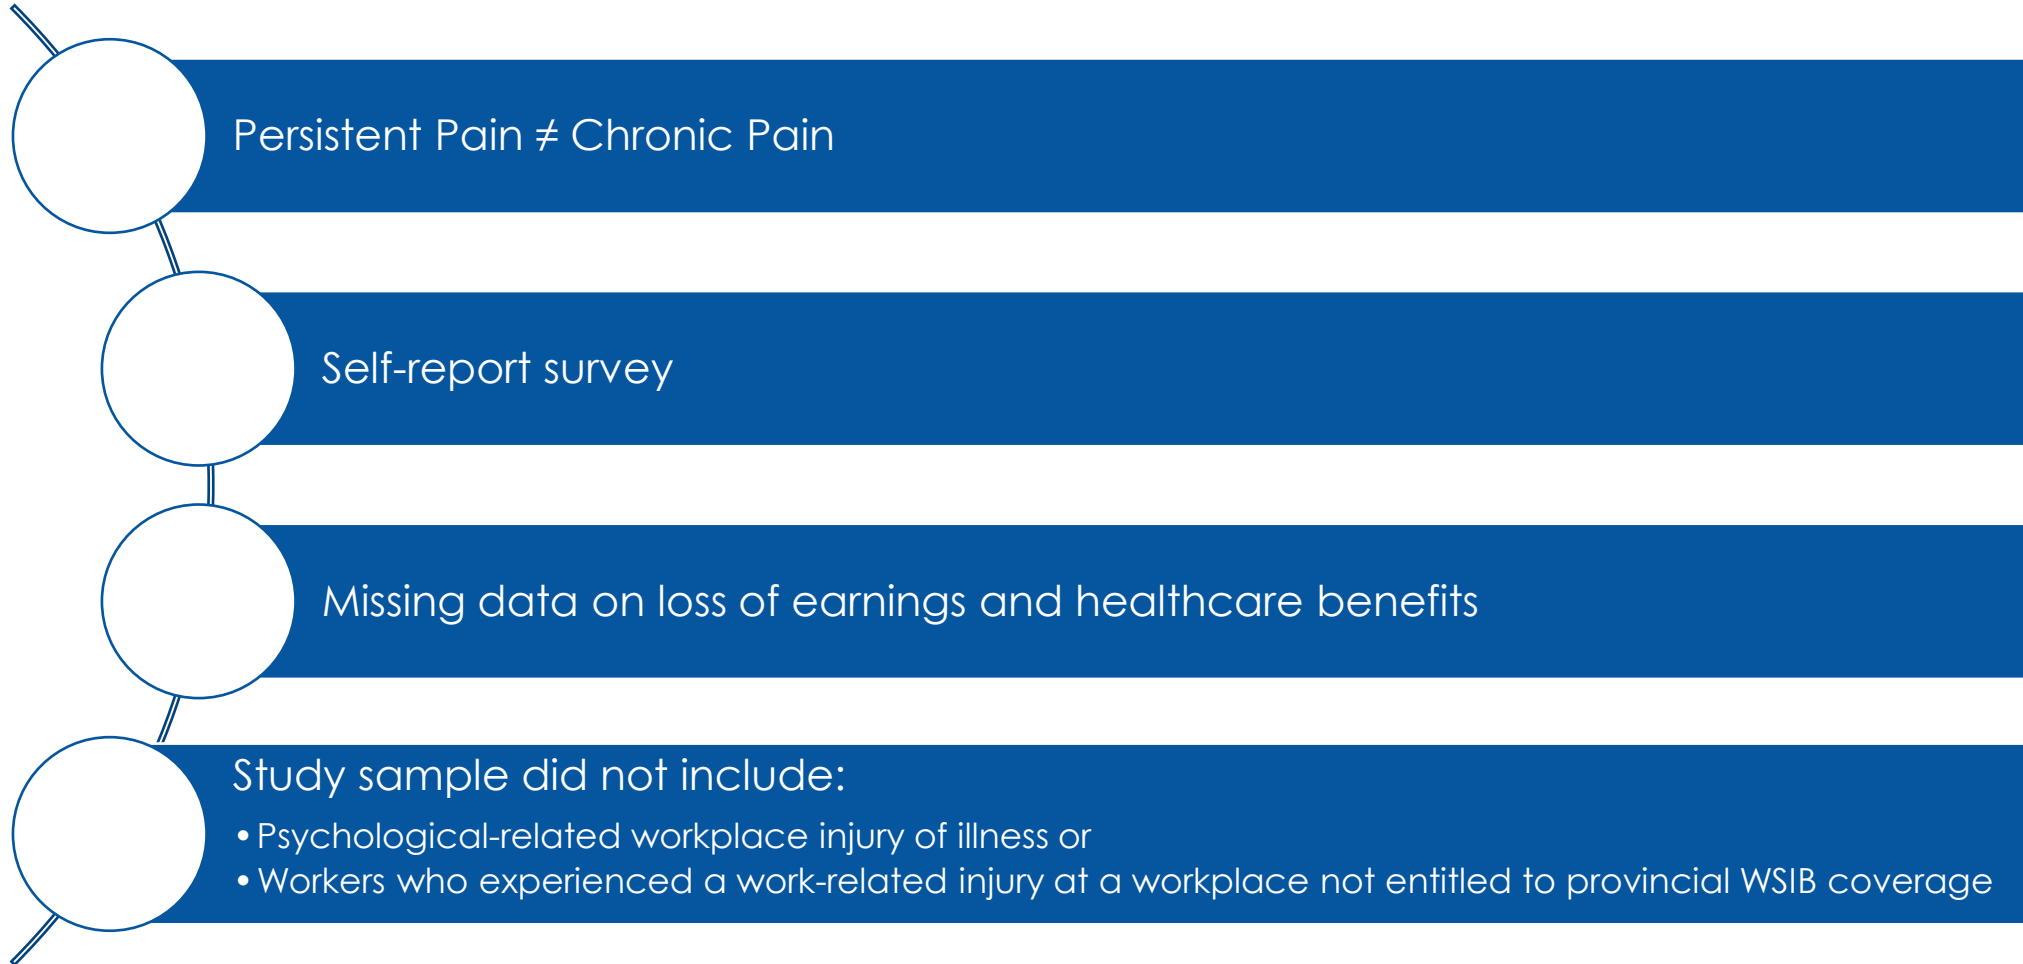 Persistent Pain ≠ Chronic Pain
Self-report survey
Missing data on loss of earnings and healthcare benefits
Study sample did not include:
• Psychological-related workplace injury of illness or
• Workers who experienced a work-related injury at a workplace not entitled to provincial WSIB coverage